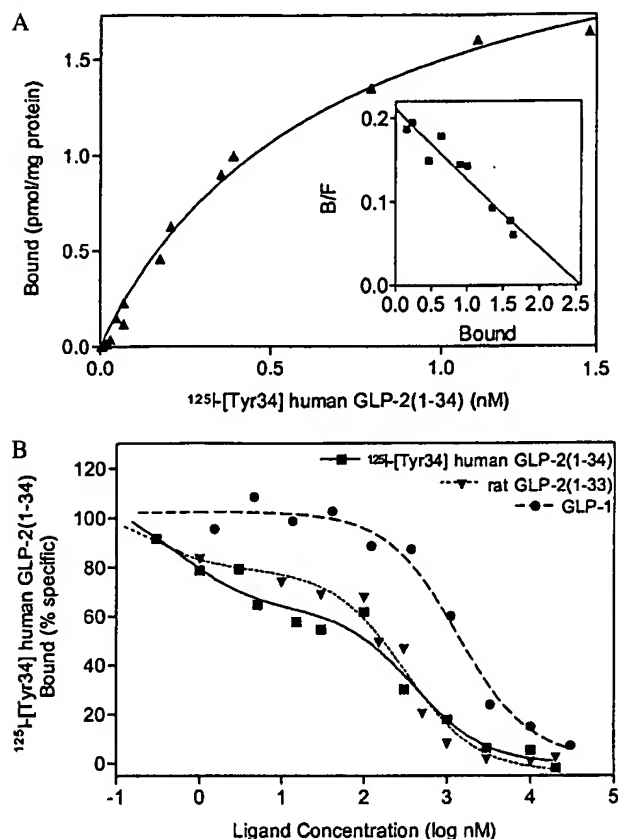 A
1.5
1.0
0.5
0.0
Bound (pmol/mg protein)
0.0
0.5
1.0
1.5
¹²⁵I-[Tyr34] human GLP-2(1-34) (nM)
0.2
0.1
0.0
B/F
0.0
0.5
1.0
1.5
2.0
2.5
Bound
B
120
100
80
60
40
20
0
¹²⁵I-[Tyr34] human GLP-2(1-34)
Bound (% specific)
¹²⁵I-[Tyr34] human GLP-2(1-34)
rat GLP-2(1-33)
GLP-1
-1
0
1
2
3
4
5
Ligand Concentration (log nM)